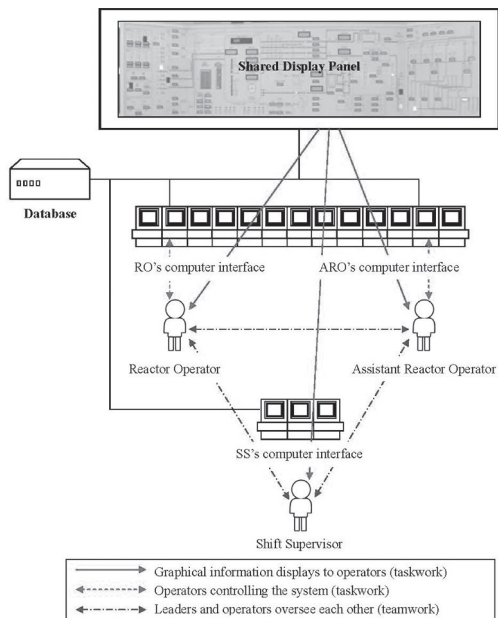 Shared Display Panel
Database
RO's computer interface
ARO's computer interface
Reactor Operator
Assistant Reactor Operator
SS's computer interface
Shift Supervisor
Graphical information displays to operators (taskwork)
Operators controlling the system (taskwork)
Leaders and operators oversee each other (teamwork)